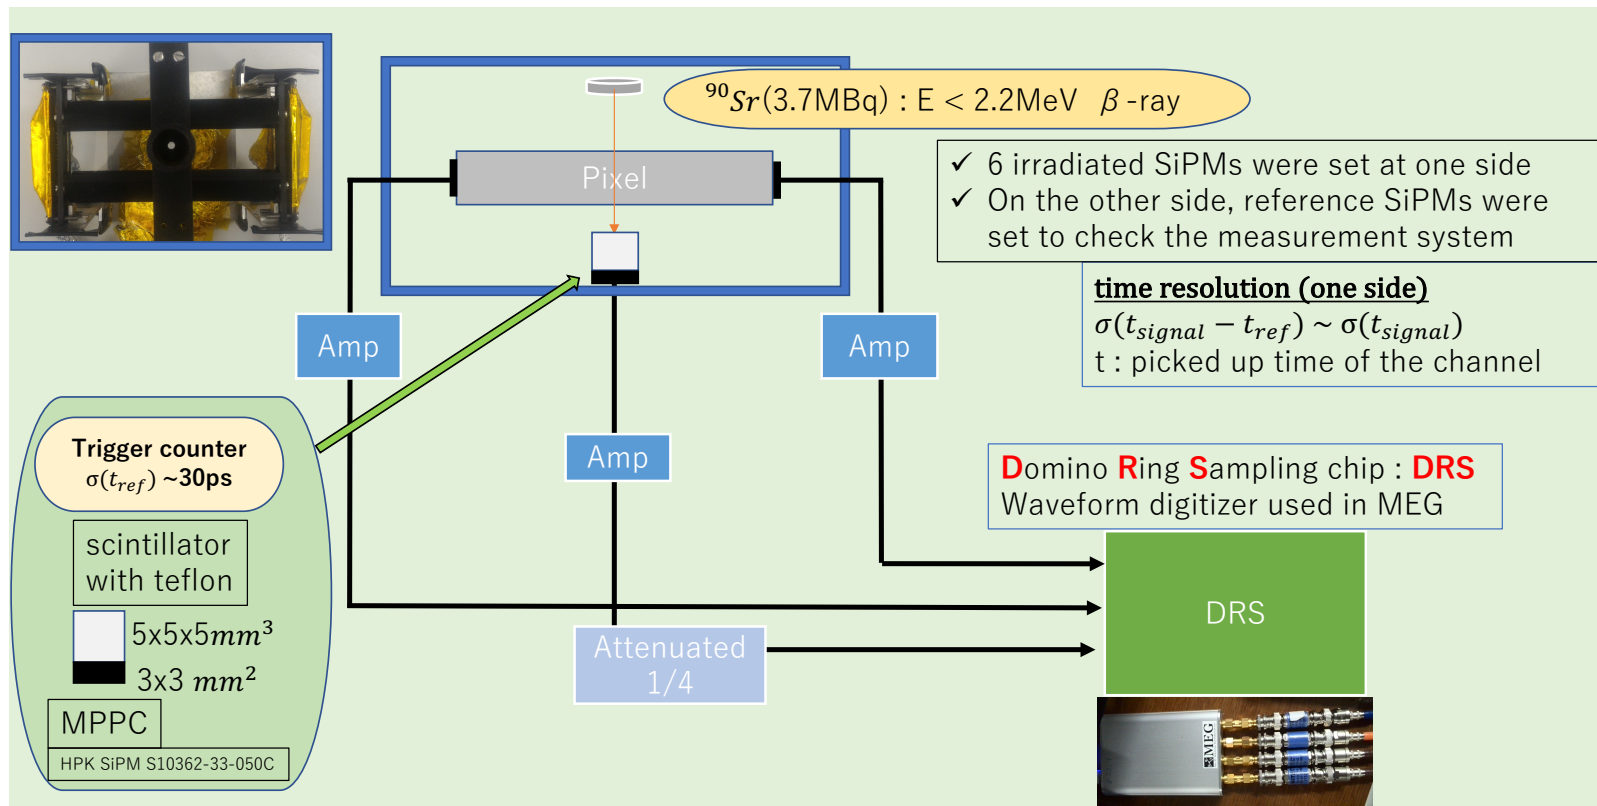 ⁹⁰Sr(3.7MBq) : E < 2.2MeV β -ray
Pixel
✓ 6 irradiated SiPMs were set at one side
✓ On the other side, reference SiPMs were
set to check the measurement system
time resolution (one side)
σ(t_signal − t_ref) ~ σ(t_signal)
t : picked up time of the channel
Amp
Amp
Amp
Trigger counter
σ(t_ref) ~30ps
scintillator
with teflon
5x5x5mm³
3x3 mm²
MPPC
HPK SiPM S10362-33-050C
Domino Ring Sampling chip : DRS
Waveform digitizer used in MEG
DRS
Attenuated
1/4
MEG